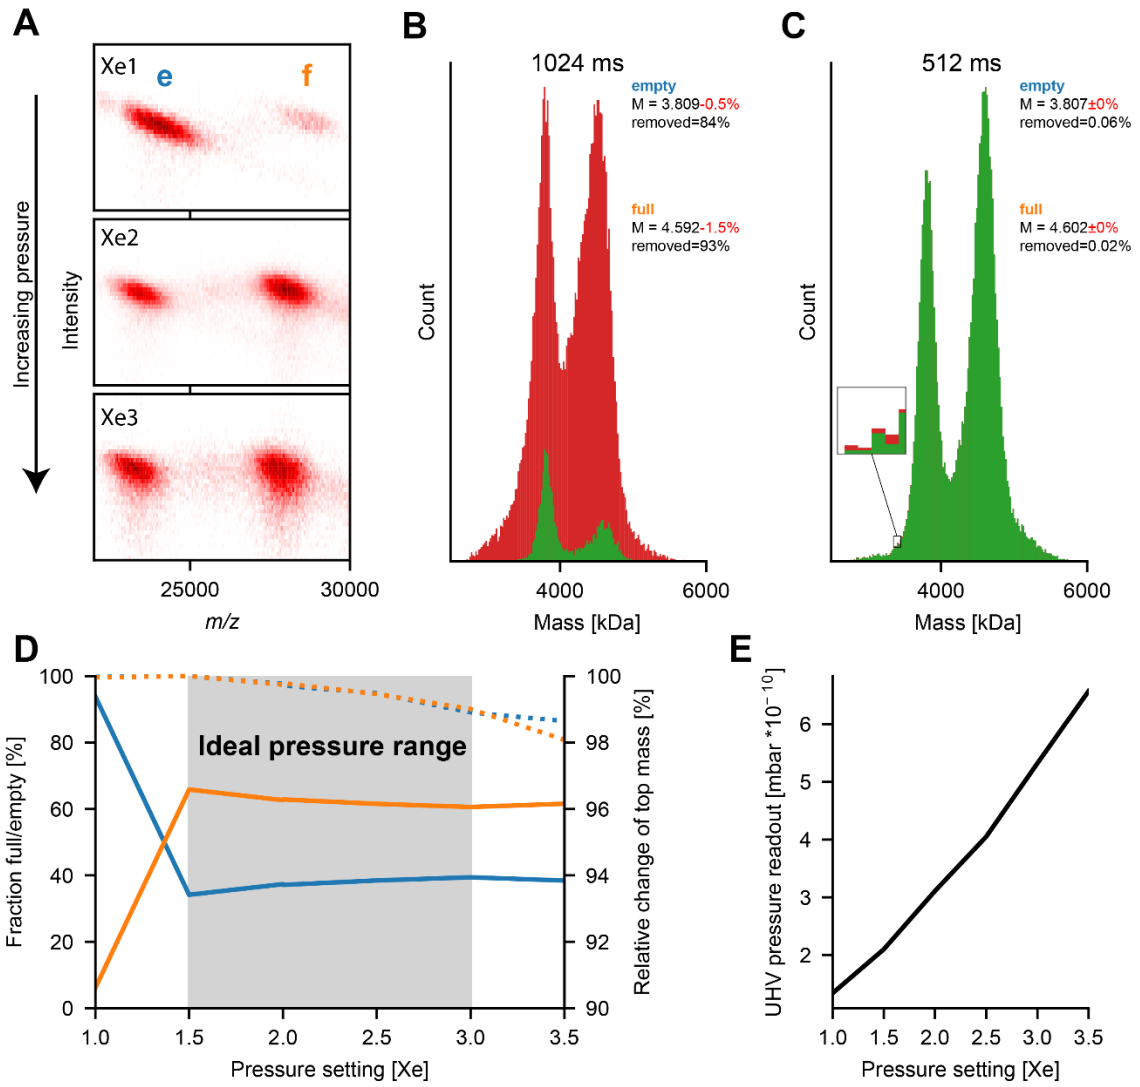 A
Xe1
e
f
Xe2
Xe3
Increasing pressure
Intensity
25000
30000
m/z
B
1024 ms
empty
M = 3.809-0.5%
removed=84%
full
M = 4.592-1.5%
removed=93%
Count
4000
6000
Mass [kDa]
C
512 ms
empty
M = 3.807±0%
removed=0.06%
full
M = 4.602±0%
removed=0.02%
Count
4000
6000
Mass [kDa]
D
Ideal pressure range
Fraction full/empty [%]
100
80
60
40
20
0
Relative change of top mass [%]
100
98
96
94
92
90
1.0
1.5
2.0
2.5
3.0
3.5
Pressure setting [Xe]
E
UHV pressure readout [mbar *10⁻¹⁰]
6
5
4
3
2
1.0
1.5
2.0
2.5
3.0
3.5
Pressure setting [Xe]